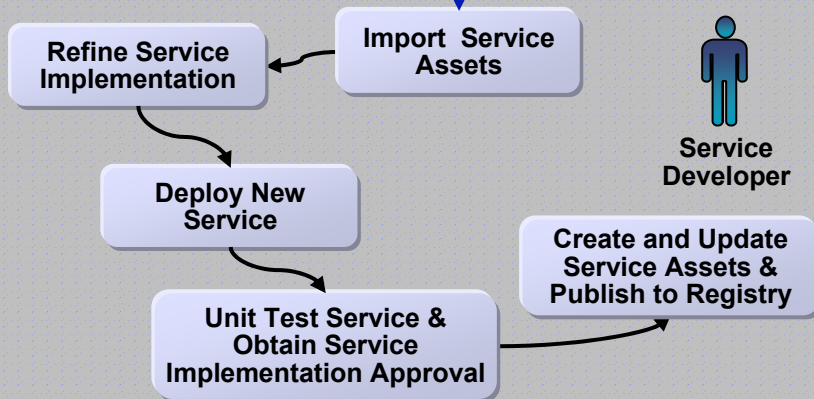 Import Service
Assets
Refine Service
Implementation
Service
Developer
Deploy New
Service
Create and Update
Service Assets &
Publish to Registry
Unit Test Service &
Obtain Service
Implementation Approval